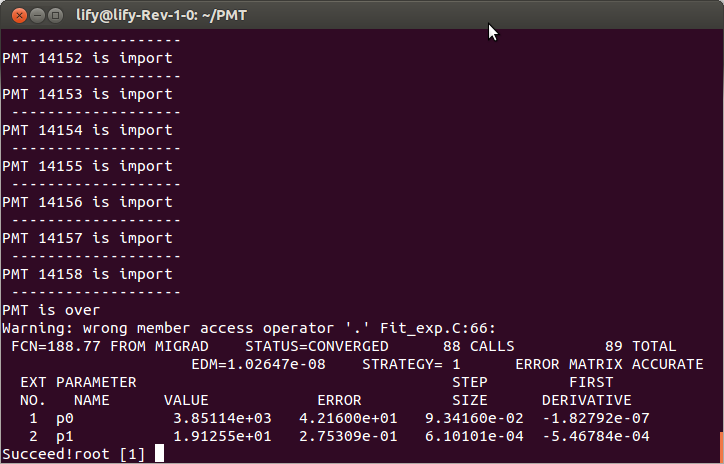 lify@lify-Rev-1-0: ~/PMT
-------------------
PMT 14152 is import
-------------------
PMT 14153 is import
-------------------
PMT 14154 is import
-------------------
PMT 14155 is import
-------------------
PMT 14156 is import
-------------------
PMT 14157 is import
-------------------
PMT 14158 is import
-------------------
PMT is over
Warning: wrong member access operator '.' Fit_exp.C:66:
FCN=188.77 FROM MIGRAD    STATUS=CONVERGED      88 CALLS          89 TOTAL
EDM=1.02647e-08    STRATEGY= 1      ERROR MATRIX ACCURATE
EXT PARAMETER                                   STEP         FIRST
NO.   NAME      VALUE            ERROR          SIZE      DERIVATIVE
1  p0           3.85114e+03   4.21600e+01   9.34160e-02  -1.82792e-07
2  p1           1.91255e+01   2.75309e-01   6.10101e-04  -5.46784e-04
Succeed!root [1]